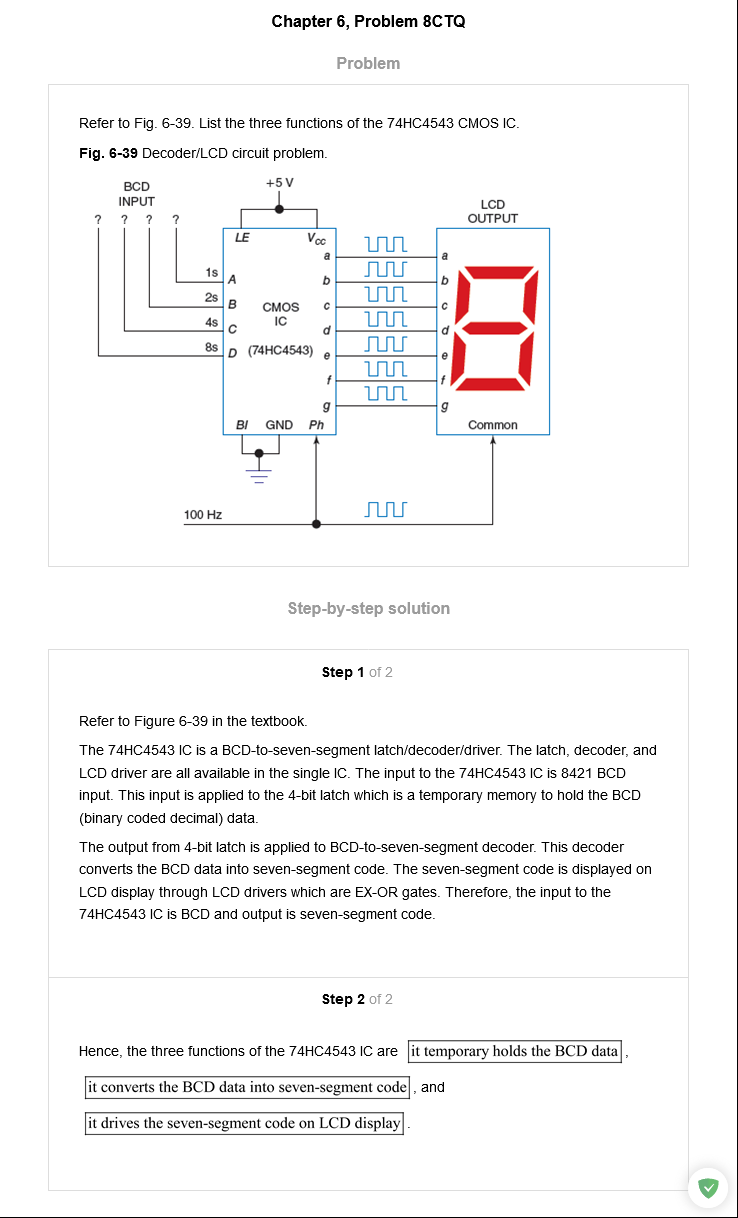 Chapter 6, Problem 8CTQ
Problem
Refer to Fig. 6-39. List the three functions of the 74HC4543 CMOS IC.
Fig. 6-39 Decoder/LCD circuit problem.
BCD
INPUT
? ? ? ?
+5 V
LCD
OUTPUT
LE Vcc
a a
1s A b b
2s B CMOS c c
IC
4s C d d
8s D (74HC4543) e e
f f
g g
BI GND Ph Common
100 Hz
Step-by-step solution
Step 1 of 2
Refer to Figure 6-39 in the textbook.
The 74HC4543 IC is a BCD-to-seven-segment latch/decoder/driver. The latch, decoder, and
LCD driver are all available in the single IC. The input to the 74HC4543 IC is 8421 BCD
input. This input is applied to the 4-bit latch which is a temporary memory to hold the BCD
(binary coded decimal) data.
The output from 4-bit latch is applied to BCD-to-seven-segment decoder. This decoder
converts the BCD data into seven-segment code. The seven-segment code is displayed on
LCD display through LCD drivers which are EX-OR gates. Therefore, the input to the
74HC4543 IC is BCD and output is seven-segment code.
Step 2 of 2
Hence, the three functions of the 74HC4543 IC are it temporary holds the BCD data,
it converts the BCD data into seven-segment code, and
it drives the seven-segment code on LCD display.